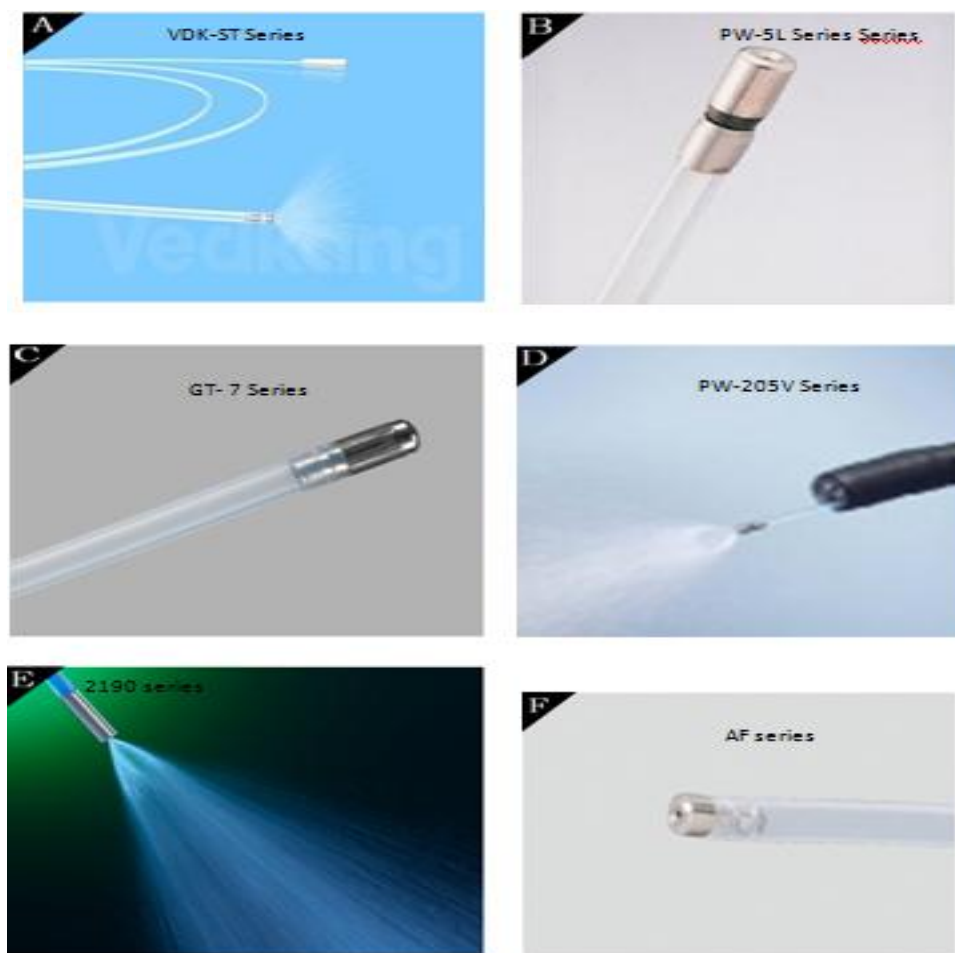 A
VDK-ST Series
B
PW-5L Series Series
Vedkang
C
GT- 7 Series
D
PW-205V Series
E
2190 series
F
AF series